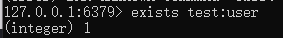 127.0.0.1:6379> exists test:user
(integer) 1